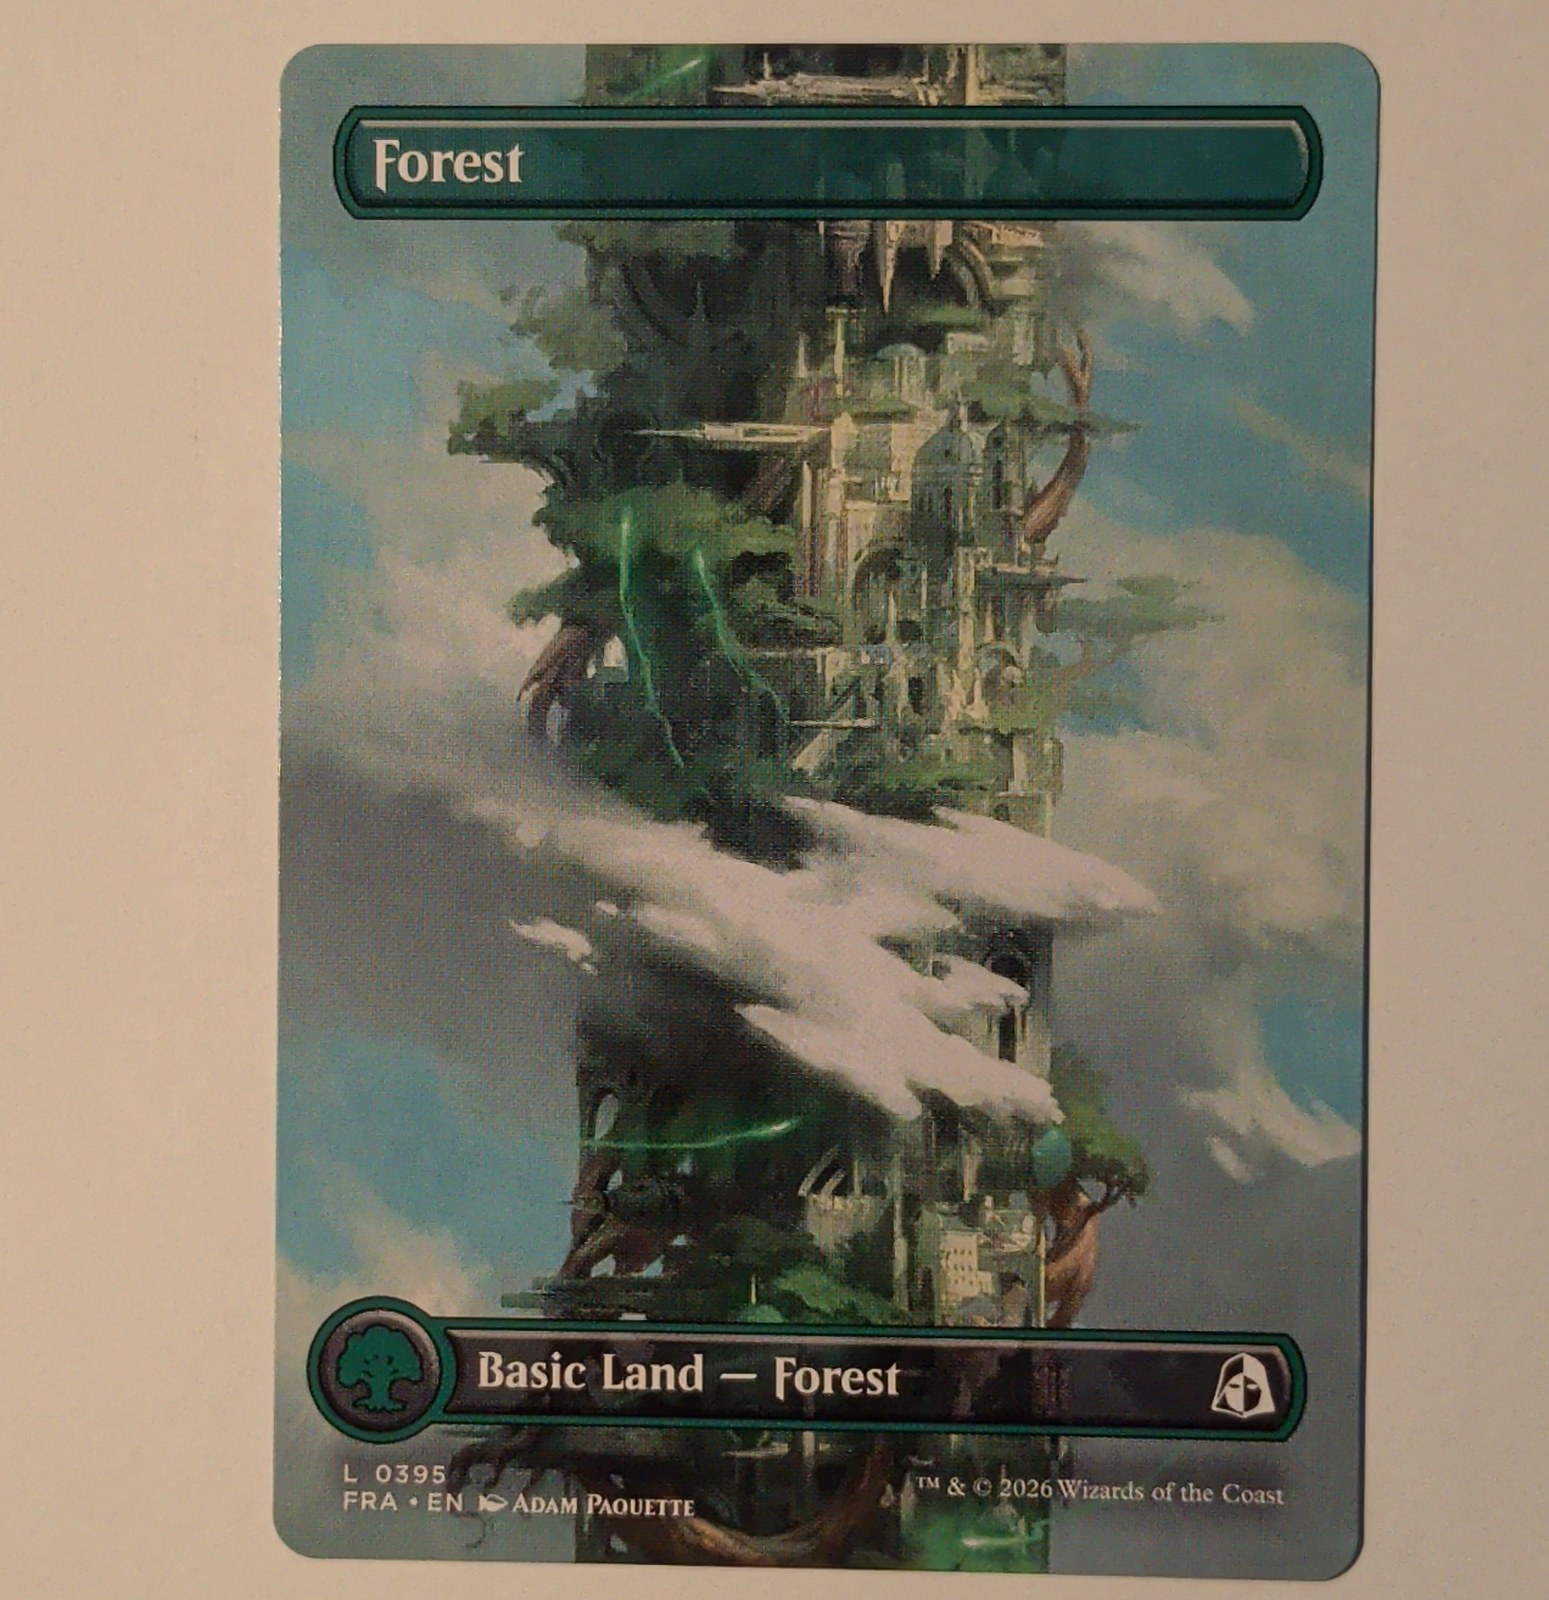 Forest
Basic Land — Forest
L 0395
FRA • EN Adam Paquette
™ & © 2026 Wizards of the Coast